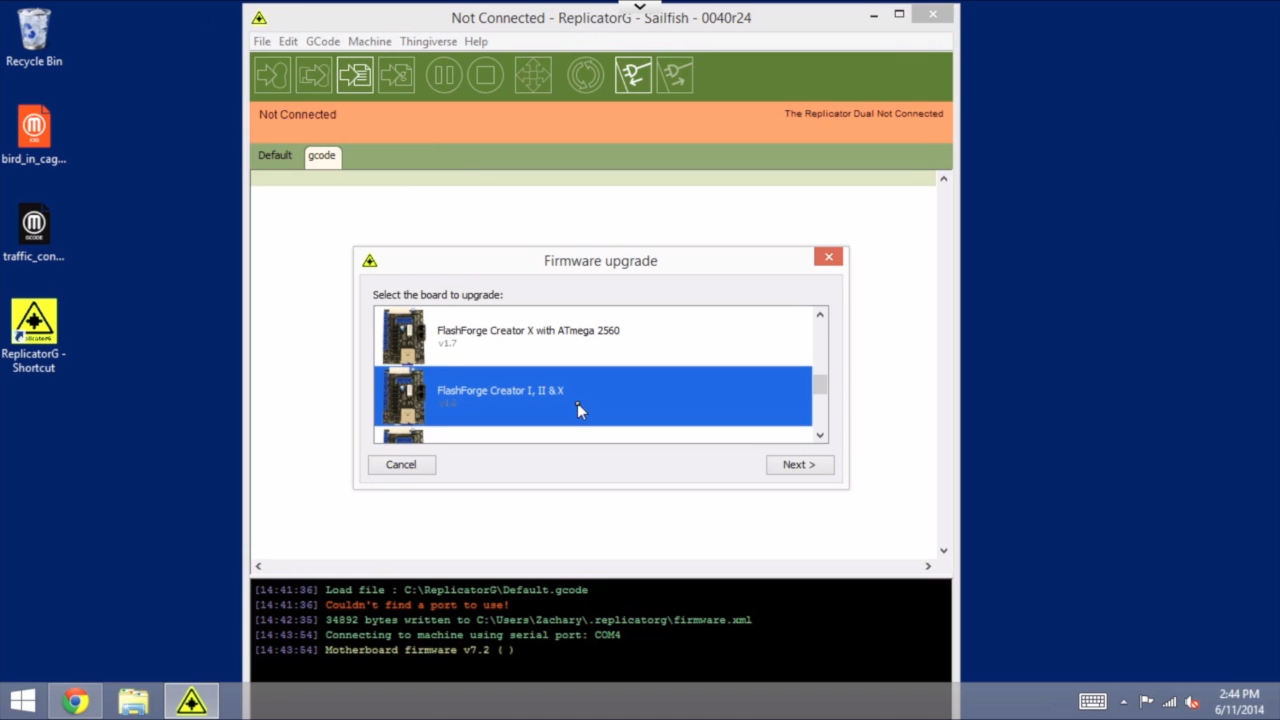 Recycle Bin
bird_in_cag...
traffic_con...
ReplicatorG -
Shortcut
Not Connected - ReplicatorG - Sailfish - 0040r24
File Edit GCode Machine Thingiverse Help
Not Connected
The Replicator Dual Not Connected
Default gcode
Firmware upgrade
Select the board to upgrade:
FlashForge Creator X with ATmega 2560
v1.7
FlashForge Creator I, II & X
Cancel
Next >
[14:41:36] Load file : C:\ReplicatorG\Default.gcode
[14:41:36] Couldn't find a port to use!
[14:42:35] 34892 bytes written to C:\Users\Zachary\.replicatorg\firmware.xml
[14:43:54] Connecting to machine using serial port: COM4
[14:43:54] Motherboard firmware v7.2 ( )
2:44 PM
6/11/2014